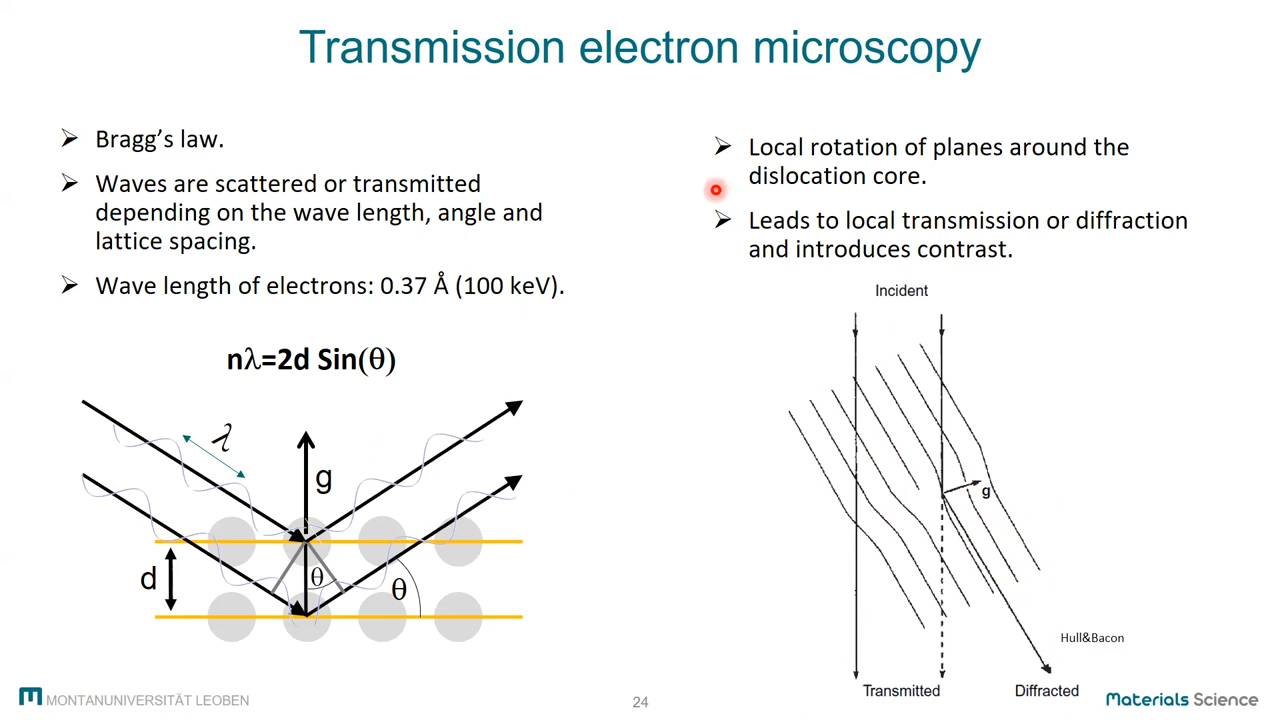 Transmission electron microscopy
Bragg's law.
Waves are scattered or transmitted
depending on the wave length, angle and
lattice spacing.
Wave length of electrons: 0.37 Å (100 keV).
nλ=2d Sin(θ)
λ
g
d
θ
θ
Local rotation of planes around the
dislocation core.
Leads to local transmission or diffraction
and introduces contrast.
Incident
g
Hull&Bacon
Transmitted
Diffracted
MONTANUNIVERSITÄT LEOBEN
24
Materials Science